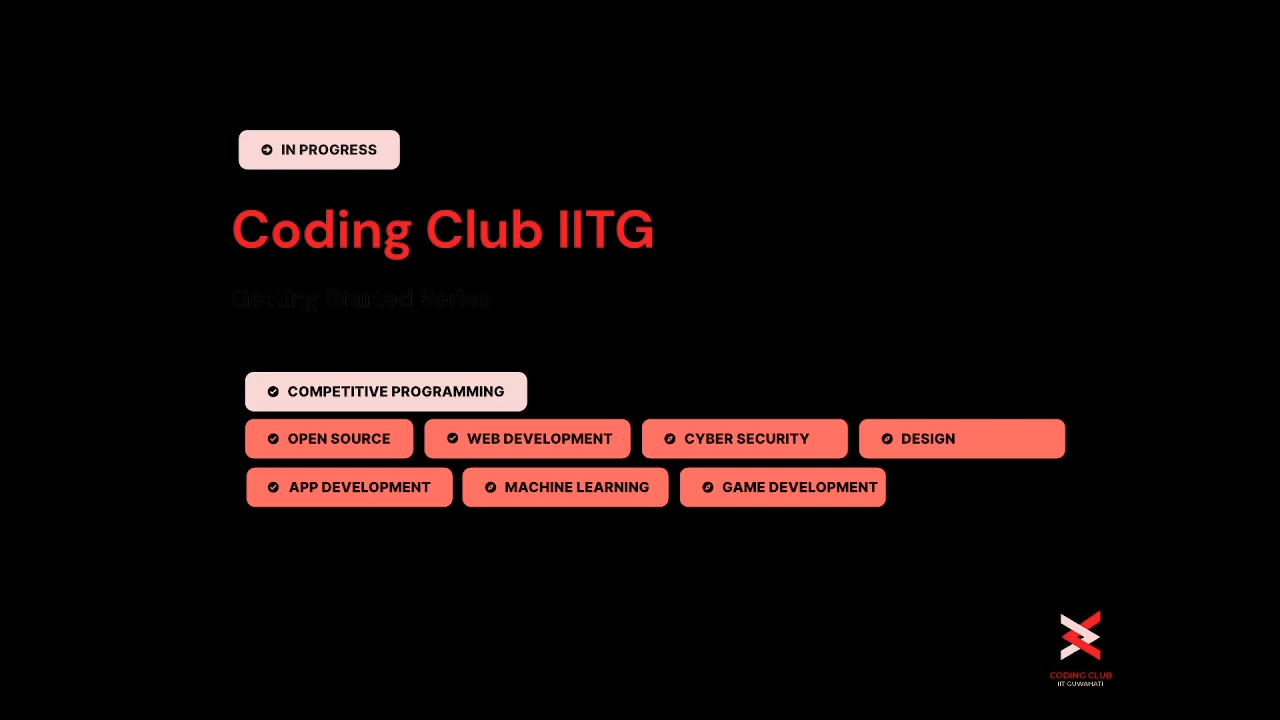 IN PROGRESS
Coding Club IITG
Getting Started Series
COMPETITIVE PROGRAMMING
OPEN SOURCE WEB DEVELOPMENT CYBER SECURITY DESIGN
APP DEVELOPMENT MACHINE LEARNING GAME DEVELOPMENT
CODING CLUB
IIT GUWAHATI